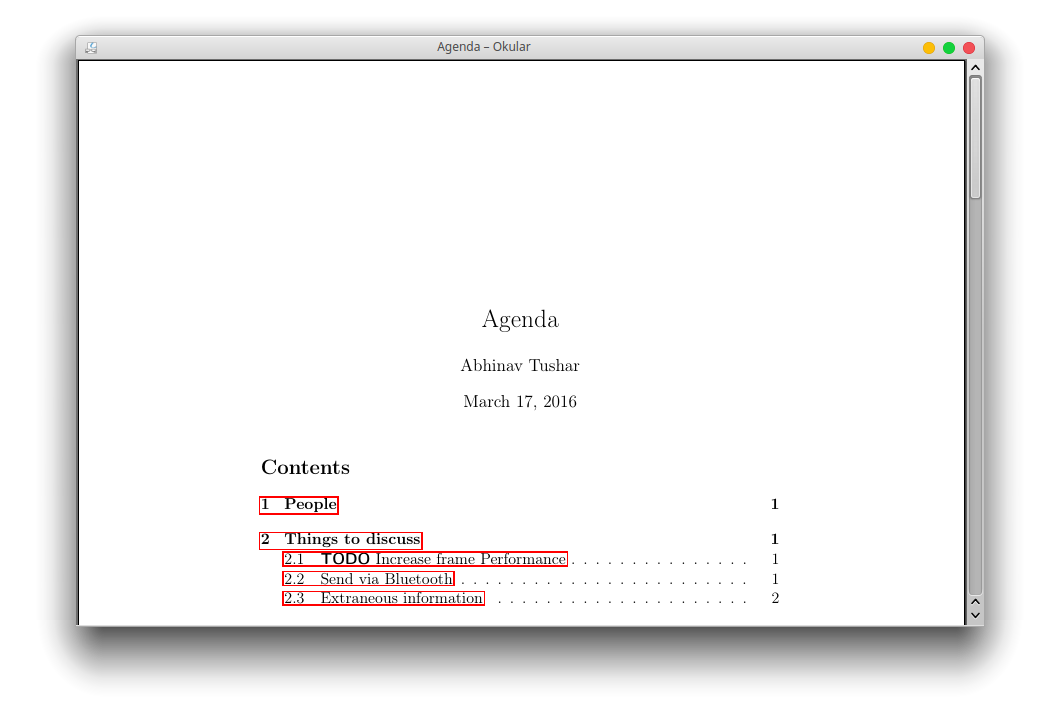 Agenda – Okular
Agenda
Abhinav Tushar
March 17, 2016
Contents
1 People 1
2 Things to discuss 1
2.1 TODO Increase frame Performance . . . . . . . . . . . . . . . 1
2.2 Send via Bluetooth . . . . . . . . . . . . . . . . . . . . . . . . 1
2.3 Extraneous information . . . . . . . . . . . . . . . . . . . . . 2